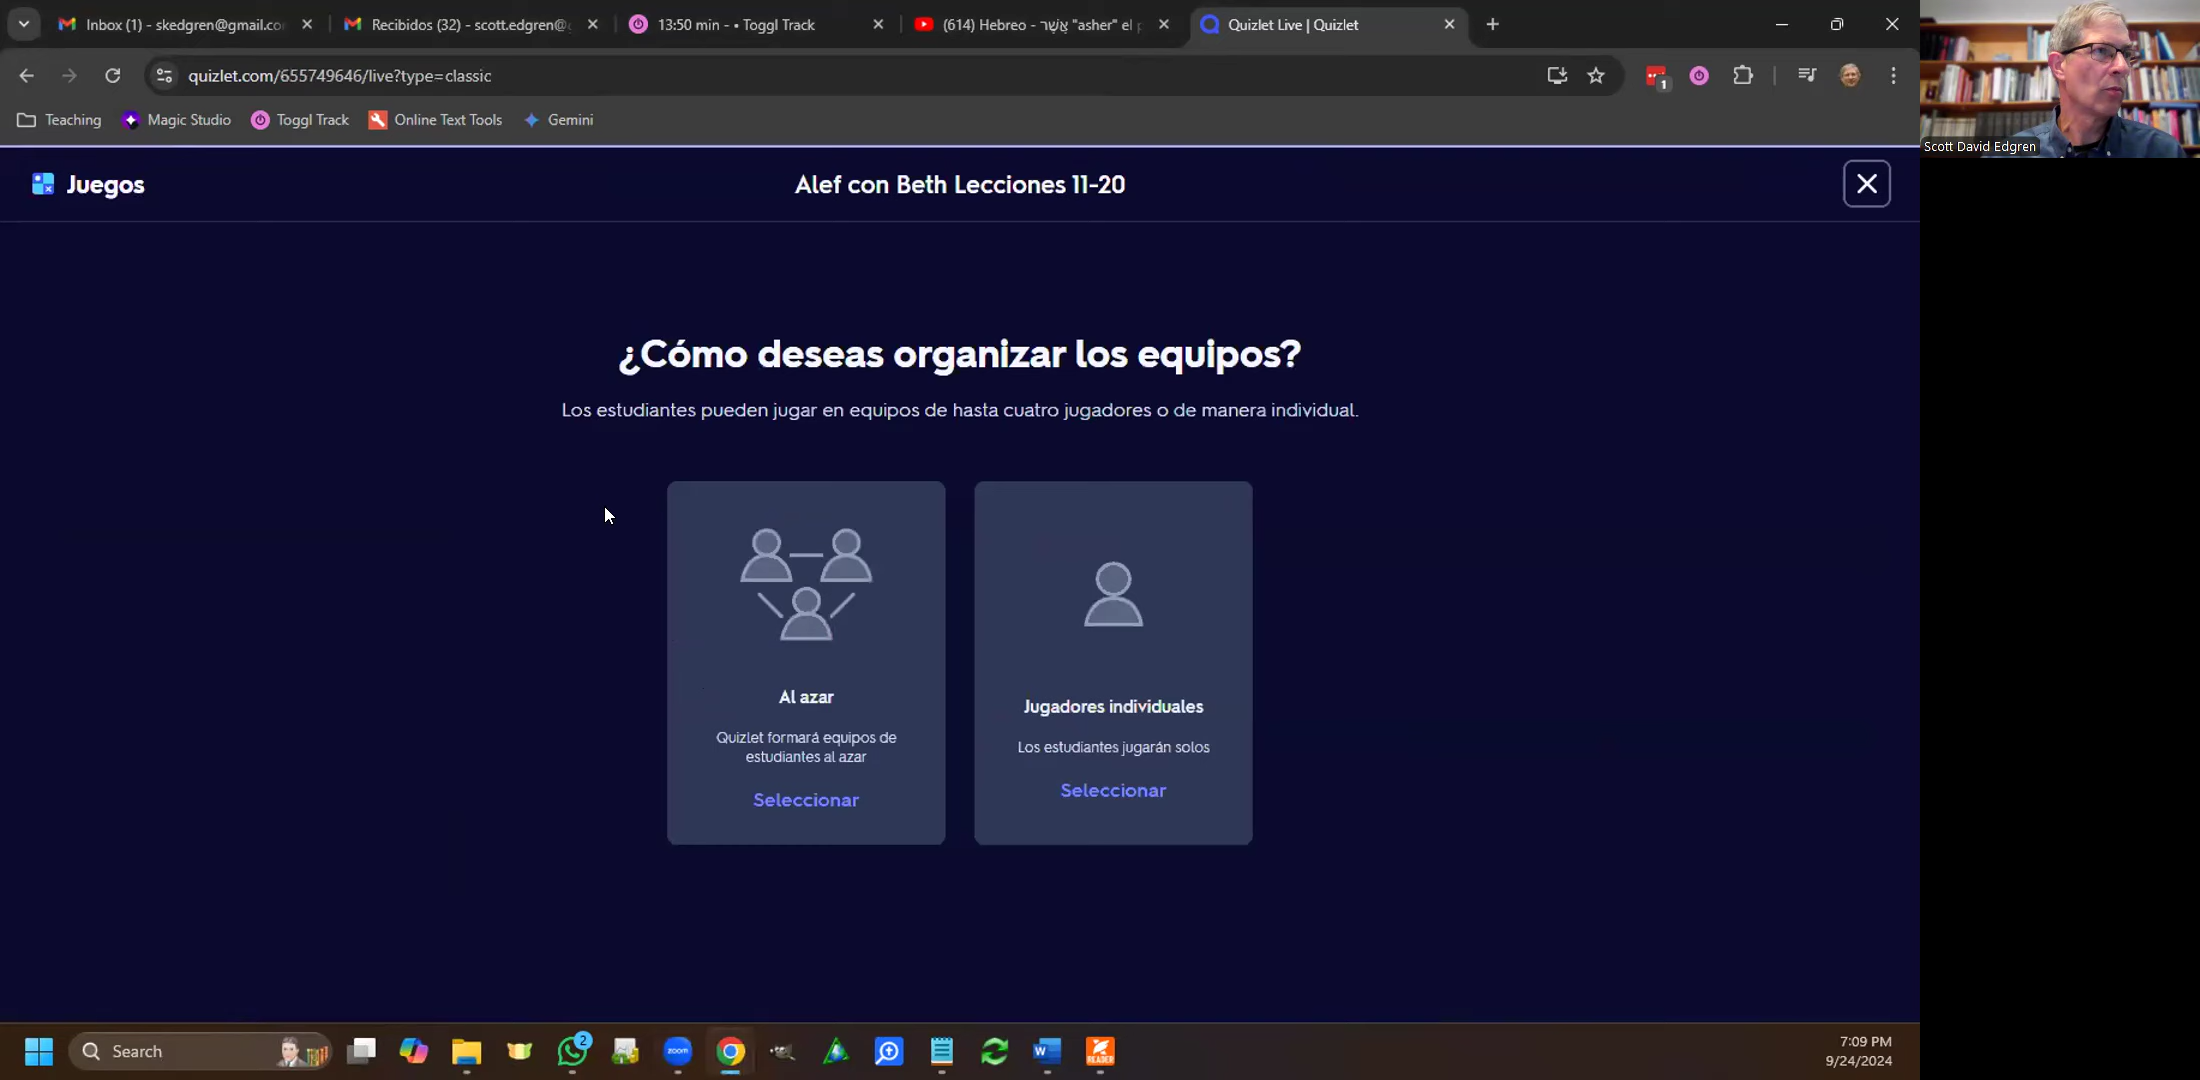 Inbox (1) - skedgren@gmail.co
Recibidos (32) - scott.edgren@
13:50 min - • Toggl Track
(614) Hebreo - אֲשֶׁר "asher" el p
Quizlet Live | Quizlet
quizlet.com/655749646/live?type=classic
1
Teaching
Magic Studio
Toggl Track
Online Text Tools
Gemini
Scott David Edgren
Juegos
Alef con Beth Lecciones 11-20
¿Cómo deseas organizar los equipos?
Los estudiantes pueden jugar en equipos de hasta cuatro jugadores o de manera individual.
Al azar
Quizlet formará equipos de
estudiantes al azar
Seleccionar
Jugadores individuales
Los estudiantes jugarán solos
Seleccionar
Search
2
zoom
W
READER
7:09 PM
9/24/2024